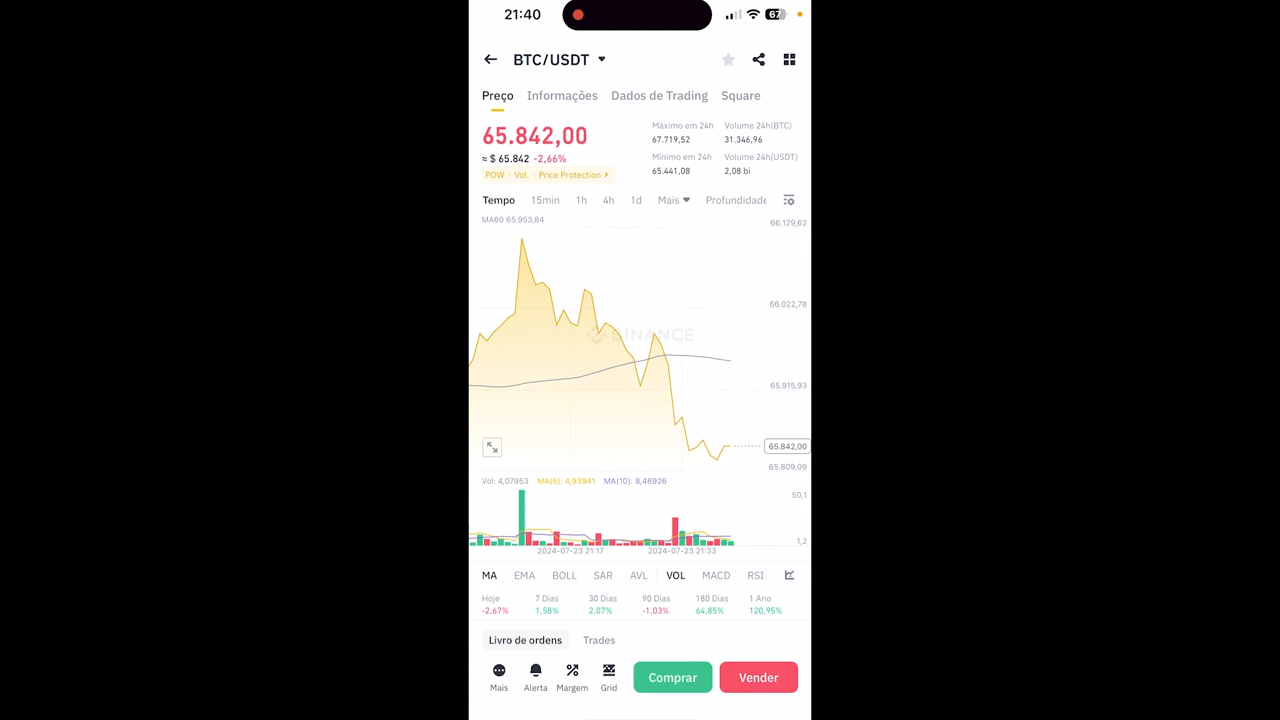 21:40
67
BTC/USDT
Preço Informações Dados de Trading Square
65.842,00
≈ $ 65.842 -2,66%
POW Vol. Price Protection
Máximo em 24h Volume 24h(BTC)
67.719,52 31.346,96
Mínimo em 24h Volume 24h(USDT)
65.441,08 2,08 bi
Tempo 15min 1h 4h 1d Mais Profundidade
MA60 65.953,84
66.129,62
66.022,78
BINANCE
65.915,93
65.842,00
65.809,09
Vol: 4,07953 MA(5): 4,93941 MA(10): 8,48926
50,1
1,2
2024-07-23 21:17 2024-07-23 21:33
MA EMA BOLL SAR AVL VOL MACD RSI
Hoje 7 Dias 30 Dias 90 Dias 180 Dias 1 Ano
-2,67% 1,58% 2,07% -1,03% 64,85% 120,95%
Livro de ordens Trades
Mais Alerta Margem Grid Comprar Vender